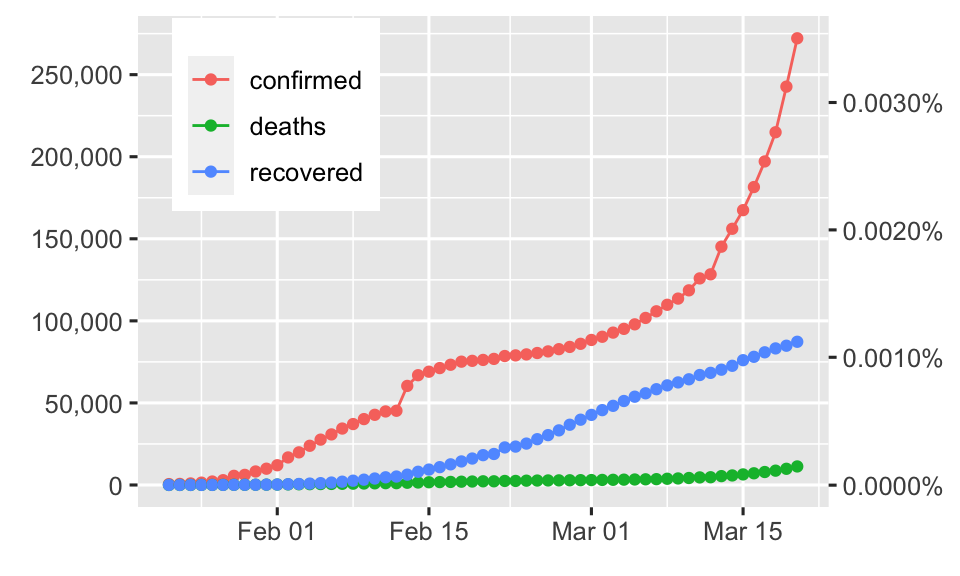 confirmed
deaths
recovered
250,000
200,000
150,000
100,000
50,000
0
0.0030%
0.0020%
0.0010%
0.0000%
Feb 01
Feb 15
Mar 01
Mar 15